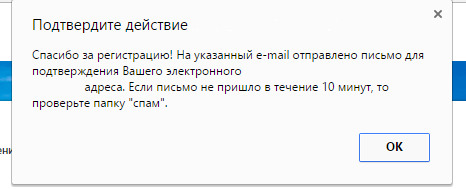 Подтвердите действие
Спасибо за регистрацию! На указанный e-mail отправлено письмо для
подтверждения Вашего электронного
адреса. Если письмо не пришло в течение 10 минут, то
проверьте папку "спам".
ОК